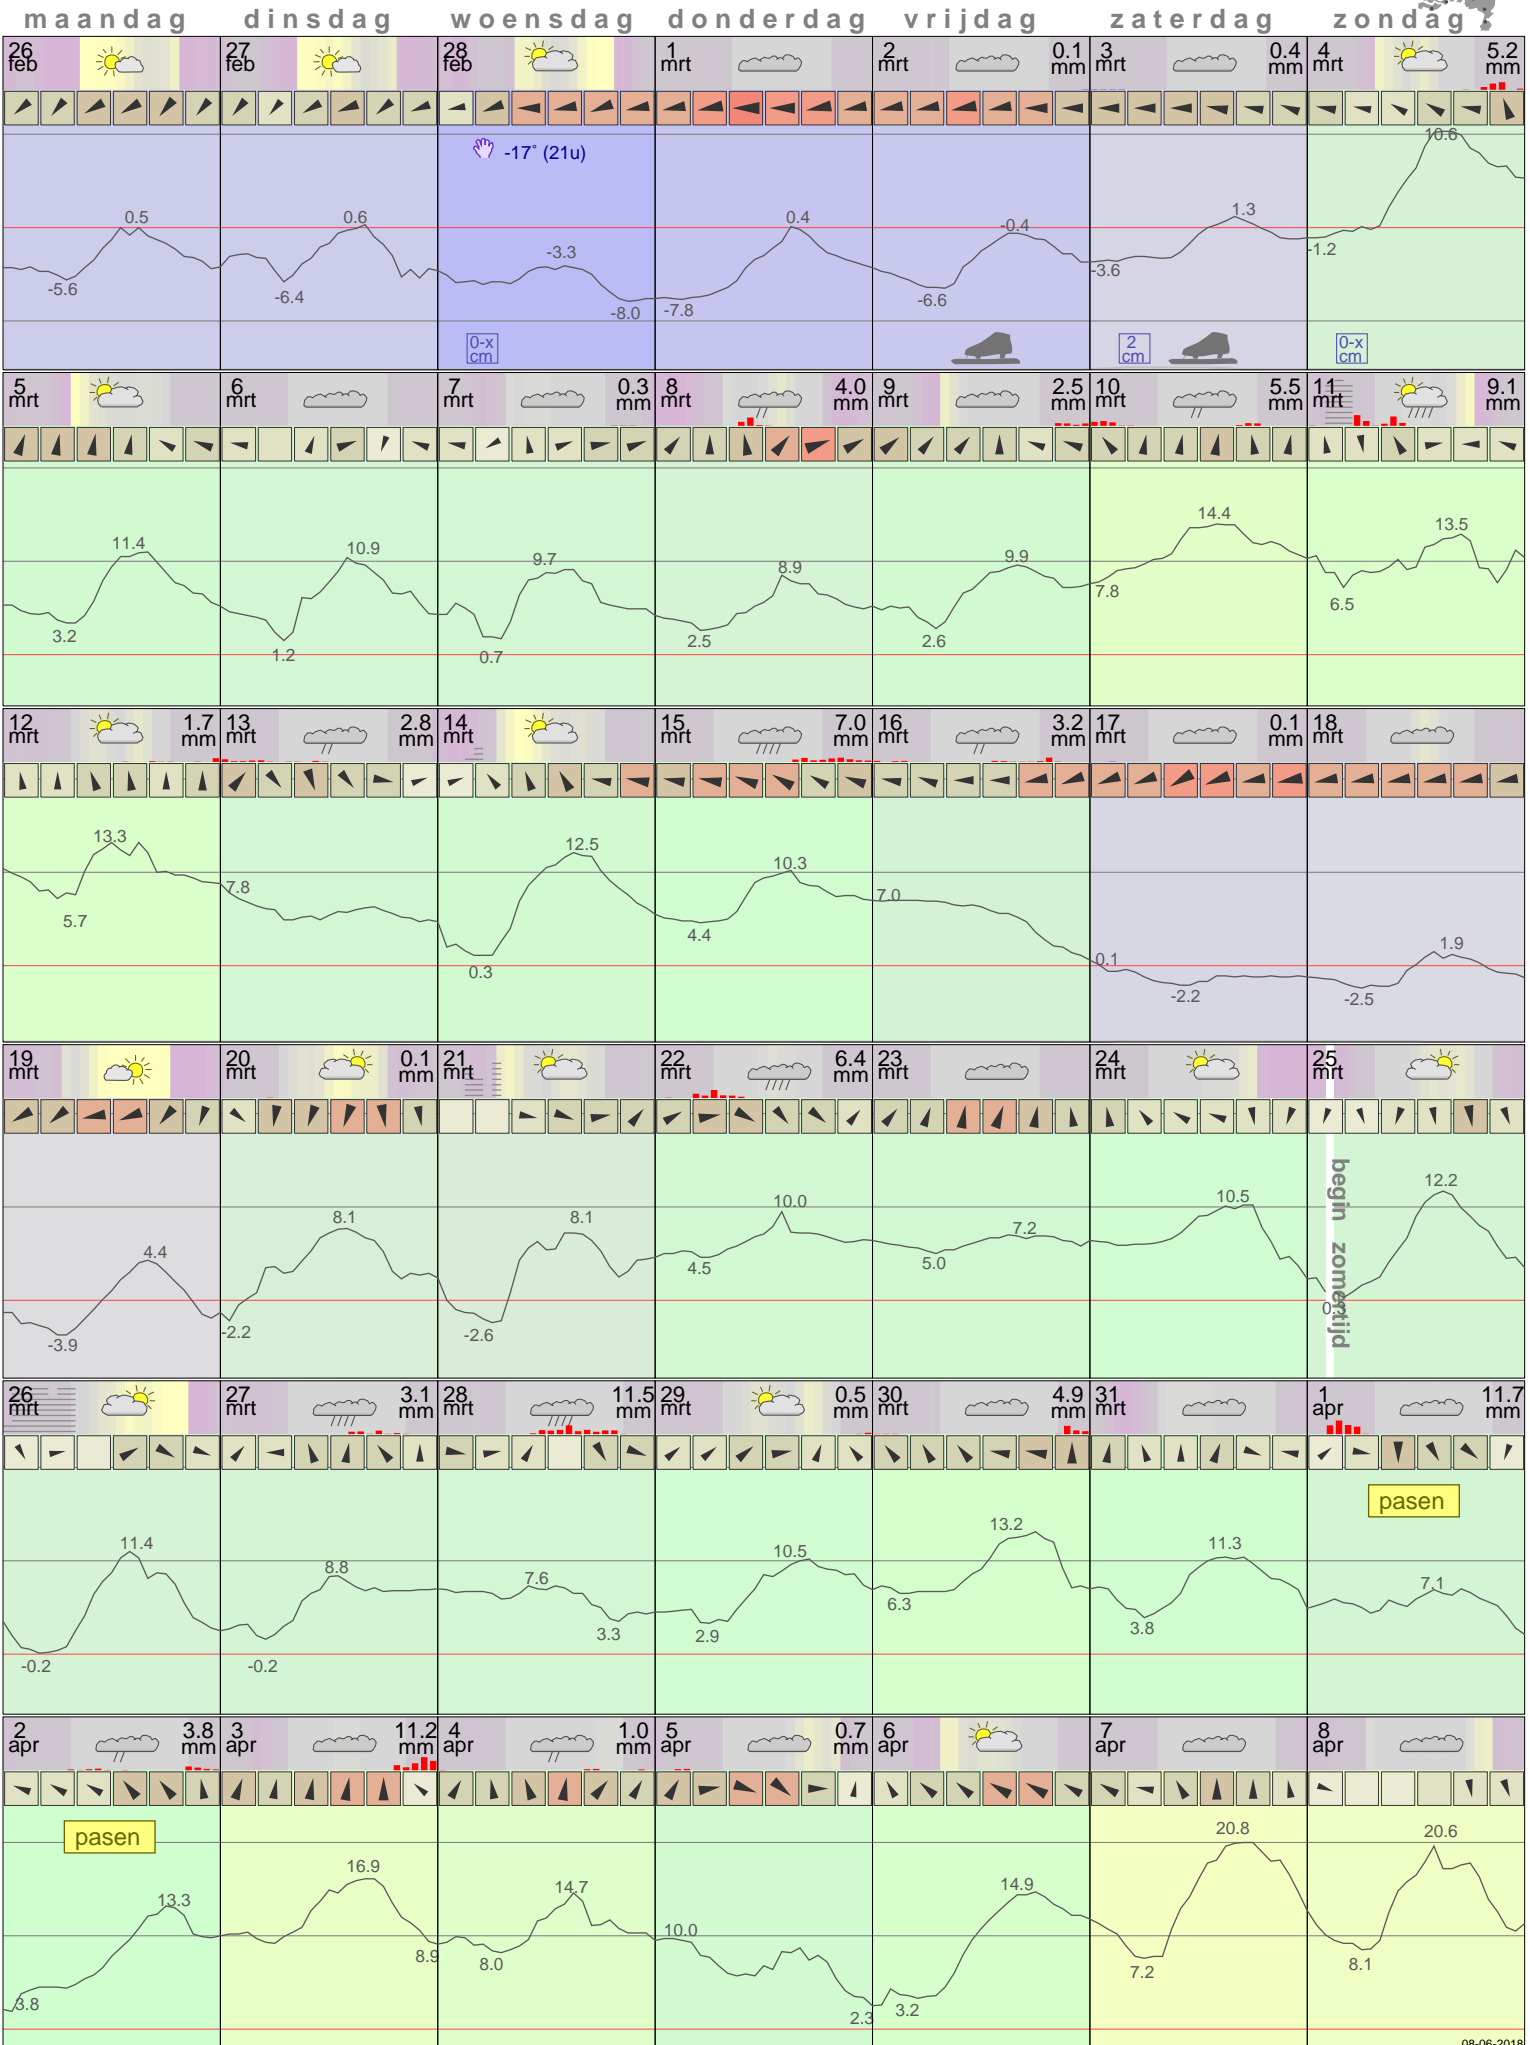 maandag dinsdag woensdag donderdag vrijdag zaterdag zondag
26 feb
27 feb
28 feb
1 mrt
2 mrt 0.1 mm
3 mrt 0.4 mm
4 mrt 5.2 mm
-17° (21u)
10.6
0.5 0.6 -3.3 0.4 -0.4 1.3
-5.6 -6.4 -8.0 -7.8 -6.6 -3.6 -1.2
0-x cm
2 cm
0-x cm
5 mrt
6 mrt
7 mrt 0.3 mm
8 mrt 4.0 mm
9 mrt 2.5 mm
10 mrt 5.5 mm
11 mrt 9.1 mm
11.4 10.9 9.7 8.9 9.9 14.4 13.5
3.2 1.2 0.7 2.5 2.6 7.8 6.5
12 mrt 1.7 mm
13 mrt 2.8 mm
14 mrt
15 mrt 7.0 mm
16 mrt 3.2 mm
17 mrt 0.1 mm
18 mrt
13.3 7.8 12.5 10.3 7.0 0.1 1.9
5.7 0.3 4.4 -2.2 -2.5
19 mrt
20 mrt 0.1 mm
21 mrt
22 mrt 6.4 mm
23 mrt
24 mrt
25 mrt
begin zomertijd
4.4 8.1 8.1 10.0 7.2 10.5 12.2
-3.9 -2.2 -2.6 4.5 5.0 0.3
26 mrt
27 mrt 3.1 mm
28 mrt 11.5 mm
29 mrt 0.5 mm
30 mrt 4.9 mm
31 mrt
1 apr 11.7 mm
pasen
11.4 8.8 7.6 10.5 13.2 11.3 7.1
-0.2 -0.2 3.3 2.9 6.3 3.8
2 apr 3.8 mm
3 apr 11.2 mm
4 apr 1.0 mm
5 apr 0.7 mm
6 apr
7 apr
8 apr
pasen
13.3 16.9 14.7 10.0 14.9 20.8 20.6
3.8 8.9 8.0 2.3 3.2 7.2 8.1
08-06-2018